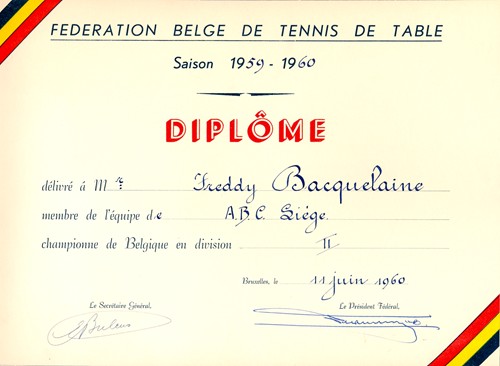 FEDERATION BELGE DE TENNIS DE TABLE
Saison 1959 - 1960
DIPLÔME
délivré à Mr Freddy Bacquelaine
membre de l'équipe de A.B.C. Liége.
championne de Belgique en division II
Bruxelles, le 11 juin 1960
Le Secrétaire Général, Le Président Fédéral,